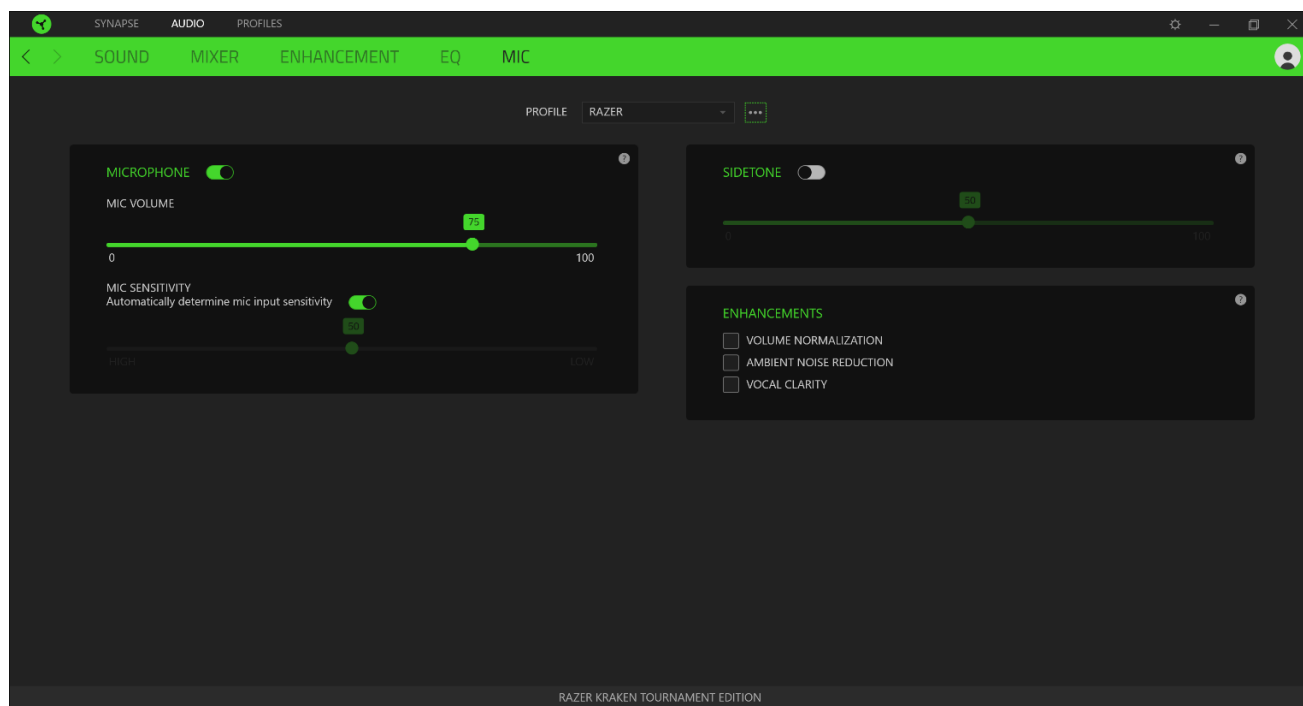 SYNAPSE AUDIO PROFILES
SOUND MIXER ENHANCEMENT EQ MIC
PROFILE RAZER
MICROPHONE
MIC VOLUME
75
0 100
MIC SENSITIVITY
Automatically determine mic input sensitivity
50
HIGH LOW
SIDETONE
50
0 100
ENHANCEMENTS
VOLUME NORMALIZATION
AMBIENT NOISE REDUCTION
VOCAL CLARITY
RAZER KRAKEN TOURNAMENT EDITION